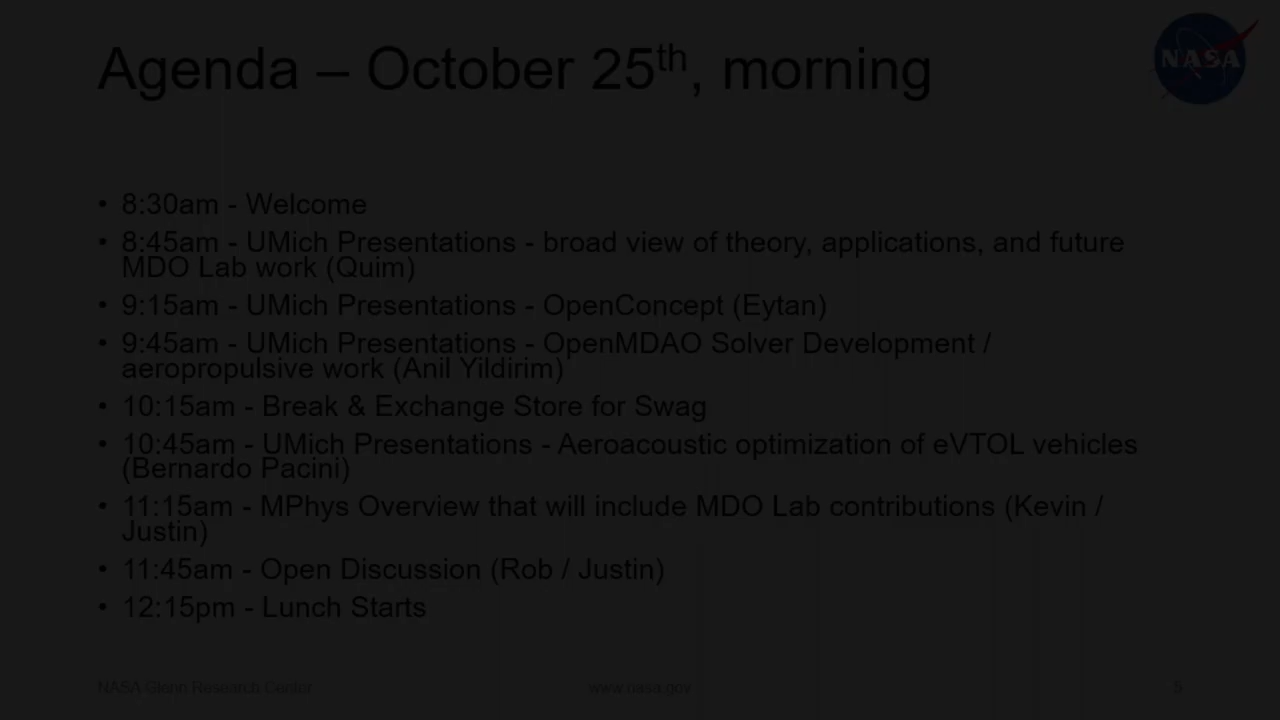 Agenda – October 25th, morning
NASA
• 8:30am - Welcome
• 8:45am - UMich Presentations - broad view of theory, applications, and future
MDO Lab work (Quim)
• 9:15am - UMich Presentations - OpenConcept (Eytan)
• 9:45am - UMich Presentations - OpenMDAO Solver Development /
aeropropulsive work (Anil Yildirim)
• 10:15am - Break & Exchange Store for Swag
• 10:45am - UMich Presentations - Aeroacoustic optimization of eVTOL vehicles
(Bernardo Pacini)
• 11:15am - MPhys Overview that will include MDO Lab contributions (Kevin /
Justin)
• 11:45am - Open Discussion (Rob / Justin)
• 12:15pm - Lunch Starts
NASA Glenn Research Center
www.nasa.gov
5